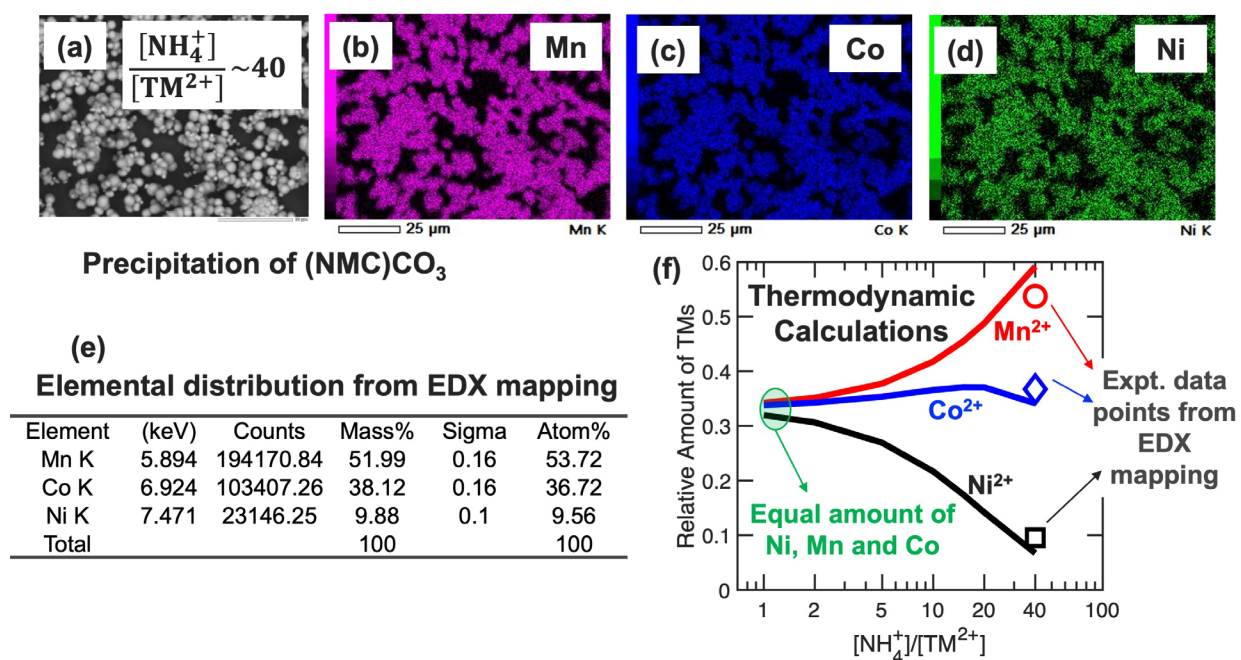 (a)
[NH₄⁺]
[TM²⁺] ~40
(b)
Mn
(c)
Co
(d)
Ni
25 µm
Mn K
25 µm
Co K
25 µm
Ni K
Precipitation of (NMC)CO₃
(e)
Elemental distribution from EDX mapping
Element (keV) Counts Mass% Sigma Atom%
Mn K 5.894 194170.84 51.99 0.16 53.72
Co K 6.924 103407.26 38.12 0.16 36.72
Ni K 7.471 23146.25 9.88 0.1 9.56
Total 100 100
(f)
Relative Amount of TMs
0.6
0.5
0.4
0.3
0.2
0.1
0
Thermodynamic
Calculations
Mn²⁺
Co²⁺
Ni²⁺
Equal amount of
Ni, Mn and Co
Expt. data
points from
EDX
mapping
1 2 5 10 20 40 100
[NH₄⁺]/[TM²⁺]